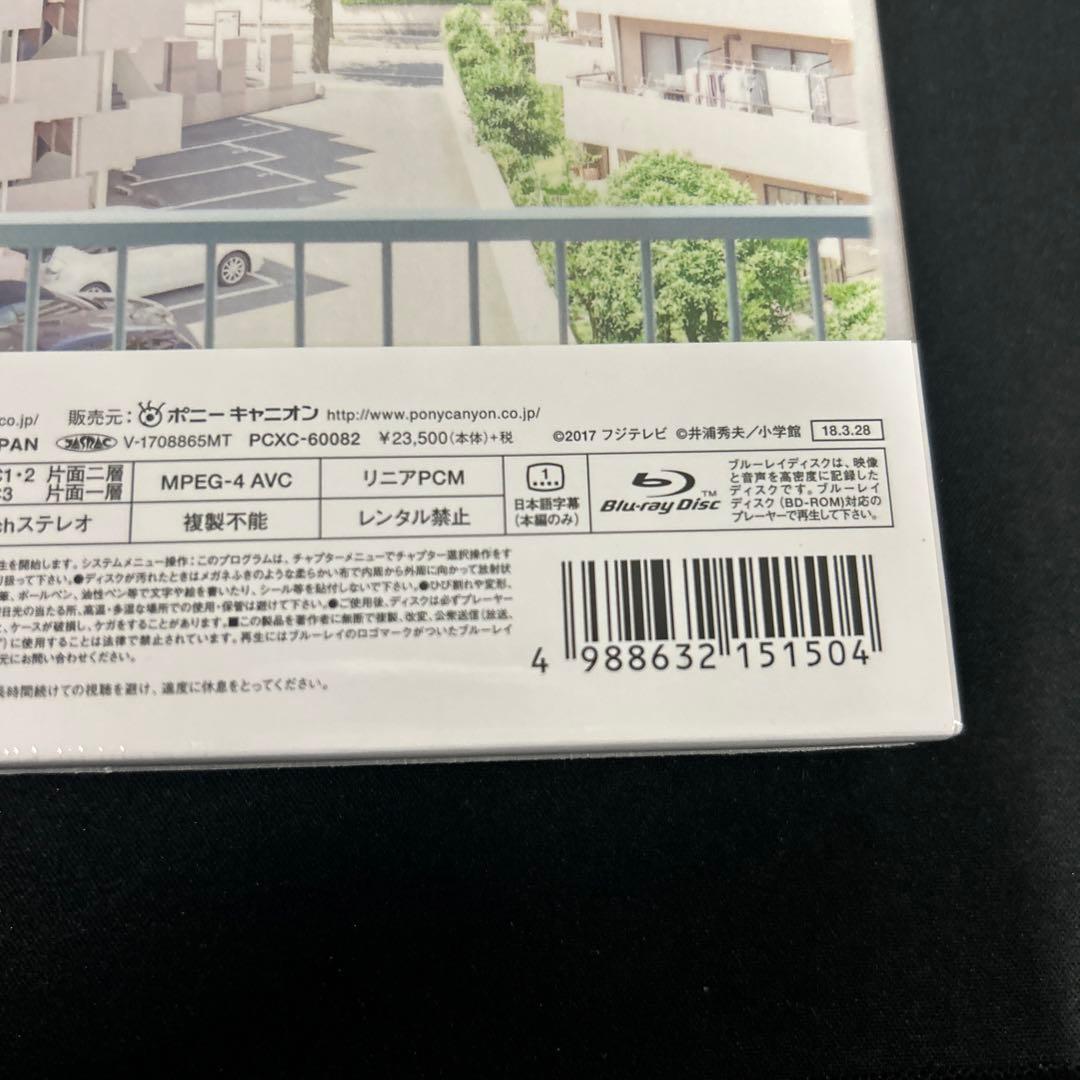 .co.jp/ 販売元: ポニーキャニオン http://www.ponycanyon.co.jp/
PAN JASRAC V-1708865MT PCXC-60082 ¥23,500(本体)+税 ©2017 フジテレビ ©井浦秀夫／小学館 18.3.28
C1・2 片面二層
C3 片面一層
MPEG-4 AVC
リニアPCM
chステレオ
複製不能
レンタル禁止
1
日本語字幕
(本編のみ)
Blu-ray Disc™
ブルーレイディスクは、映像
と音声を高密度に記録した
ディスクです。ブルーレイ
ディスク(BD-ROM)対応の
プレーヤーで再生して下さい。
生を開始します。システムメニュー操作:このプログラムは、チャプターメニューでチャプター選択操作をす
り扱って下さい。●ディスクが汚れたときはメガネふきのような柔らかい布で内周から外周に向かって放射状
筆、ボールペン、油性ペン等で文字や絵を書いたり、シール等を貼付しないで下さい。●ひび割れや変形、
日光の当たる所、高温・多湿な場所での使用・保管は避けて下さい。●ご使用後、ディスクは必ずプレーヤー
と、ケースが破損し、ケガをすることがあります。■この製品を著作者に無断で複製、改変、公衆送信(放送、
に使用することは法律で禁止されています。再生にはブルーレイのロゴマークがついたブルーレイ
元にお問い合わせください。
長時間続けての視聴を避け、適度に休息をとってください。
4 988632 151504